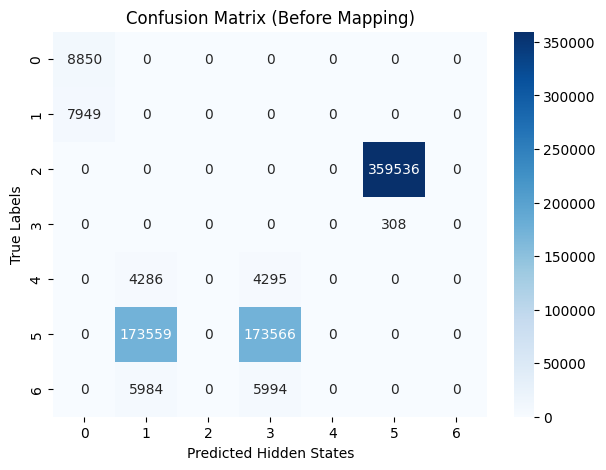 Confusion Matrix (Before Mapping)
True Labels
0 8850 0 0 0 0 0 0
1 7949 0 0 0 0 0 0
2 0 0 0 0 0 359536 0
3 0 0 0 0 0 308 0
4 0 4286 0 4295 0 0 0
5 0 173559 0 173566 0 0 0
6 0 5984 0 5994 0 0 0
0 1 2 3 4 5 6
Predicted Hidden States
350000
300000
250000
200000
150000
100000
50000
0